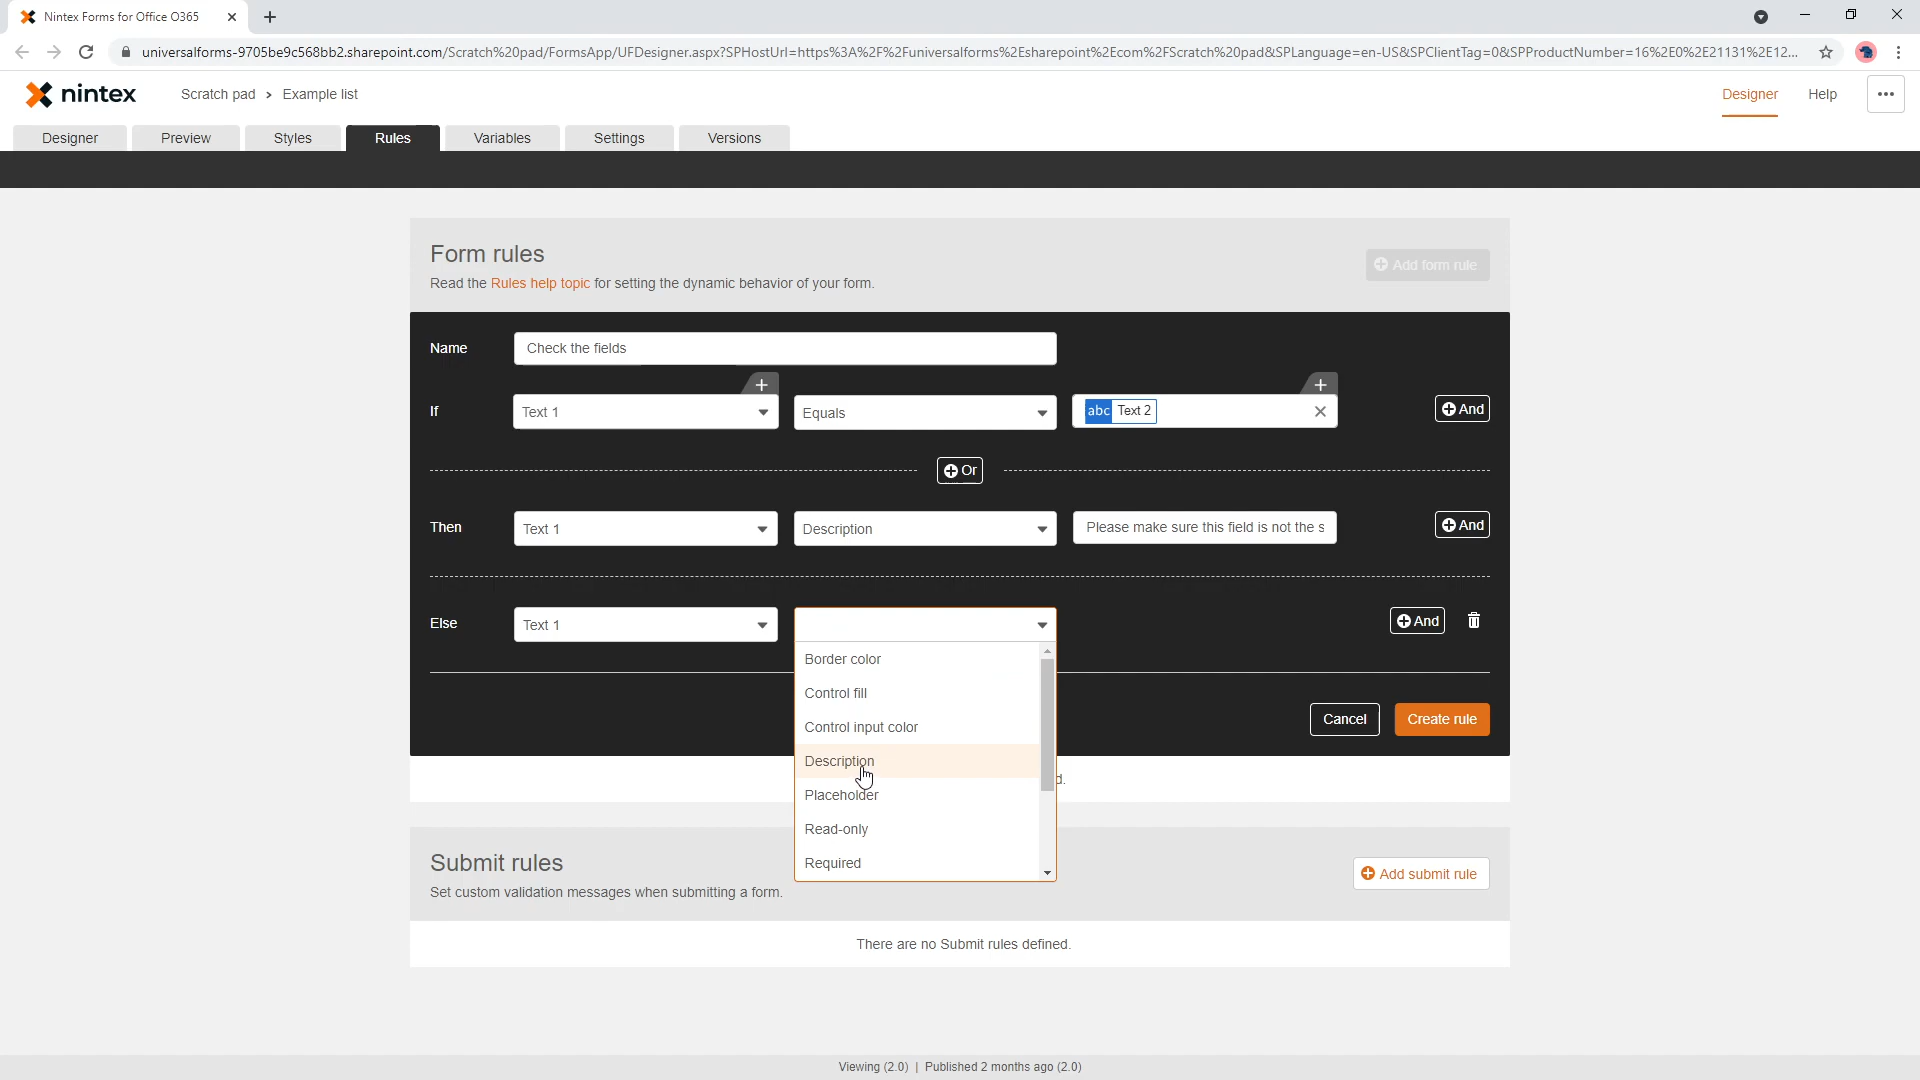 Nintex Forms for Office O365
universalforms-9705be9c568bb2.sharepoint.com/Scratch%20pad/FormsApp/UFDesigner.aspx?SPHostUrl=https%3A%2F%2Funiversalforms%2Esharepoint%2Ecom%2FScratch%20pad&SPLanguage=en-US&SPClientTag=0&SPProductNumber=16%2E0%2E21131%2E12...
nintex Scratch pad > Example list Designer Help
Designer Preview Styles Rules Variables Settings Versions
Form rules
Add form rule
Read the Rules help topic for setting the dynamic behavior of your form.
Name Check the fields
If Text 1 Equals abc Text 2 And
Or
Then Text 1 Description Please make sure this field is not the s And
Else Text 1 And
Border color
Control fill
Control input color
Cancel Create rule
Description
d.
Placeholder
Read-only
Required
Submit rules
Add submit rule
Set custom validation messages when submitting a form.
There are no Submit rules defined.
Viewing (2.0) | Published 2 months ago (2.0)